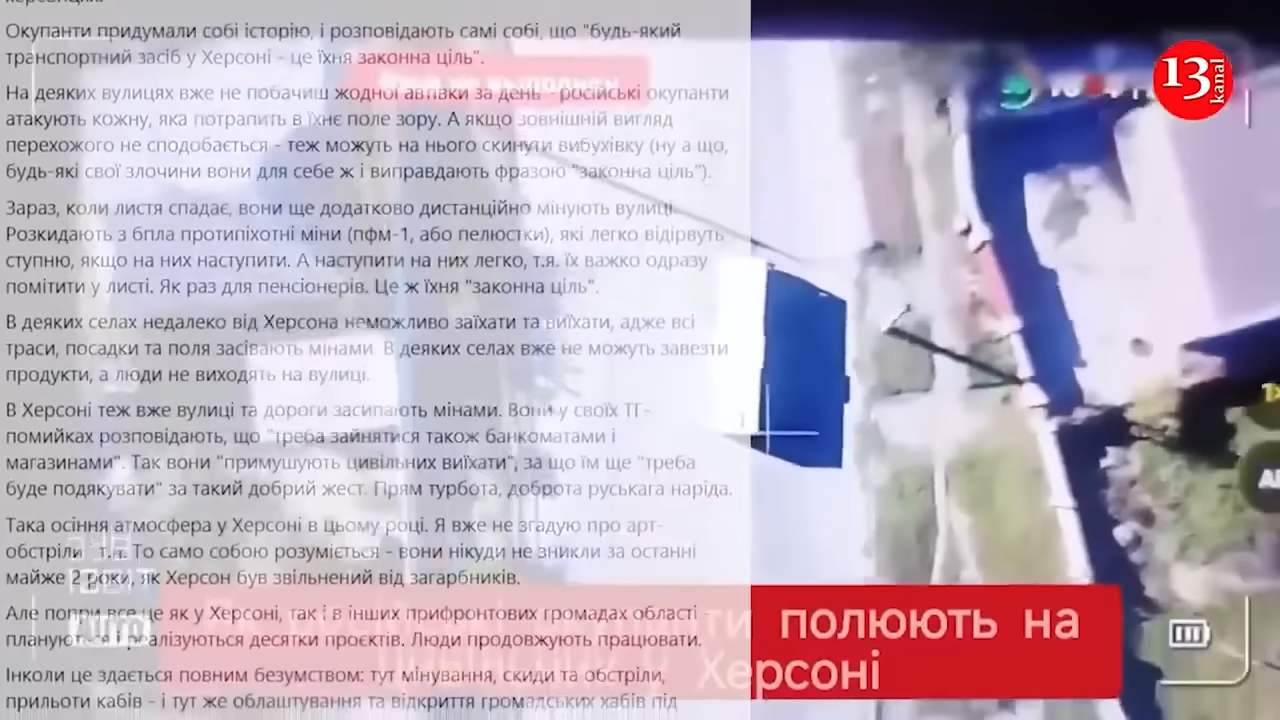 Окупанти придумали собі історію, і розповідають самі собі, що "будь-який
транспортний засіб у Херсоні - це їхня законна ціль".
На деяких вулицях вже не побачиш жодної автівки за день - російські окупанти
атакують кожну, яка потрапить в їхнє поле зору. А якщо зовнішній вигляд
перехожого не сподобається - теж можуть на нього скинути вибухівку (ну а що,
будь-які свої злочини вони для себе ж і виправдають фразою "законна ціль").
Зараз, коли листя спадає, вони ще додатково дистанційно мінують вулиці.
Розкидають з бпла протипіхотні міни (пфм-1, або пелюстки), які легко відірвуть
ступню, якщо на них наступити. А наступити на них легко, т.я. їх важко одразу
помітити у листі. Як раз для пенсіонерів. Це ж їхня "законна ціль".
В деяких селах недалеко від Херсона неможливо заїхати та виїхати, адже всі
траси, посадки та поля засівають мінами. В деяких селах вже не можуть завезти
продукти, а люди не виходять на вулиці.
В Херсоні теж вже вулиці та дороги засипають мінами. Вони у своїх ТГ-
помийках розповідають, що "треба зайнятися також банкоматами і
магазинами". Так вони "примушують цивільних виїхати", за що їм ще "треба
буде подякувати" за такий добрий жест. Прям турбота, доброта руськага наріда.
Така осіння атмосфера у Херсоні в цьому році. Я вже не згадую про арт-
обстріли т.п. То само собою розуміється - вони нікуди не зникли за останні
майже 2 роки, як Херсон був звільнений від загарбників.
Але попри все це як у Херсоні, так і в інших прифронтових громадах області
реалізуються десятки проєктів. Люди продовжують працювати.
Інколи це здається повним безумством: тут мінування, скиди та обстріли,
прильоти кабів - і тут же облаштування та відкриття громадських хабів під
13 kanal
полюють на
Херсоні